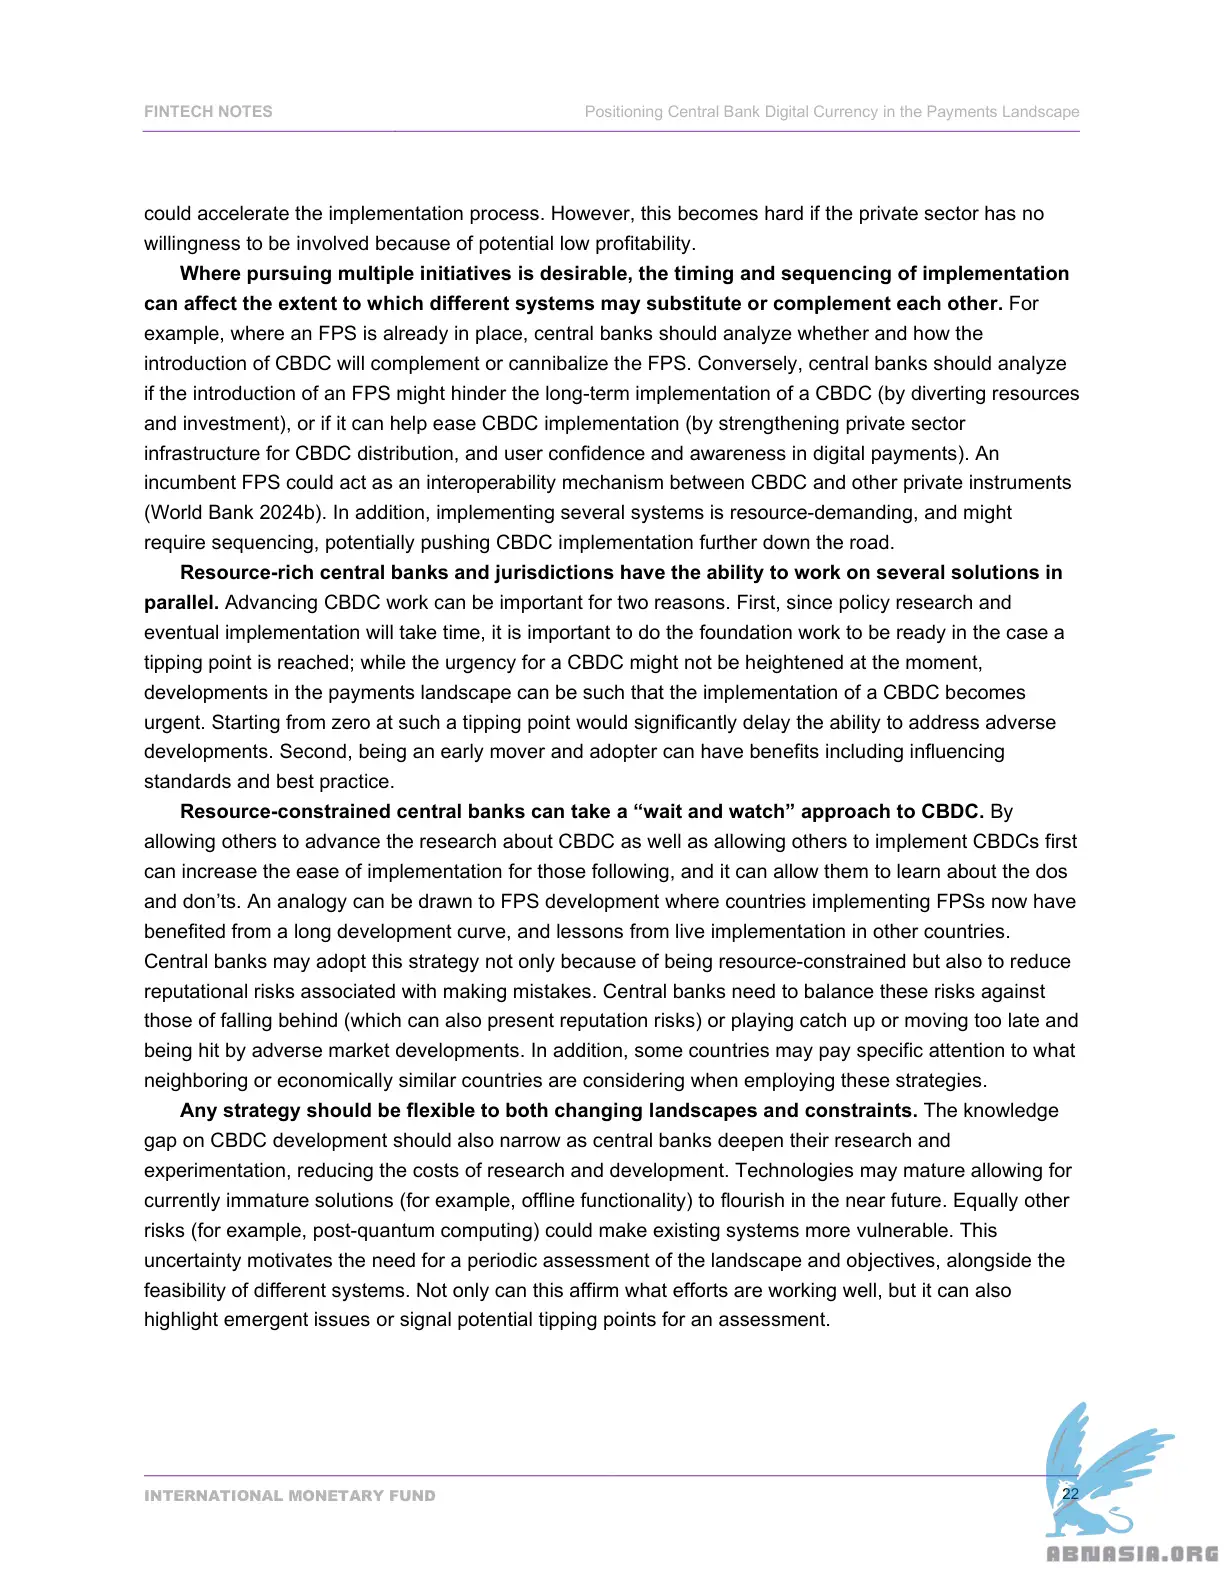 FINTECH NOTES
Positioning Central Bank Digital Currency in the Payments Landscape
could accelerate the implementation process. However, this becomes hard if the private sector has no
willingness to be involved because of potential low profitability.
Where pursuing multiple initiatives is desirable, the timing and sequencing of implementation
can affect the extent to which different systems may substitute or complement each other. For
example, where an FPS is already in place, central banks should analyze whether and how the
introduction of CBDC will complement or cannibalize the FPS. Conversely, central banks should analyze
if the introduction of an FPS might hinder the long-term implementation of a CBDC (by diverting resources
and investment), or if it can help ease CBDC implementation (by strengthening private sector
infrastructure for CBDC distribution, and user confidence and awareness in digital payments). An
incumbent FPS could act as an interoperability mechanism between CBDC and other private instruments
(World Bank 2024b). In addition, implementing several systems is resource-demanding, and might
require sequencing, potentially pushing CBDC implementation further down the road.
Resource-rich central banks and jurisdictions have the ability to work on several solutions in
parallel. Advancing CBDC work can be important for two reasons. First, since policy research and
eventual implementation will take time, it is important to do the foundation work to be ready in the case a
tipping point is reached; while the urgency for a CBDC might not be heightened at the moment,
developments in the payments landscape can be such that the implementation of a CBDC becomes
urgent. Starting from zero at such a tipping point would significantly delay the ability to address adverse
developments. Second, being an early mover and adopter can have benefits including influencing
standards and best practice.
Resource-constrained central banks can take a “wait and watch” approach to CBDC. By
allowing others to advance the research about CBDC as well as allowing others to implement CBDCs first
can increase the ease of implementation for those following, and it can allow them to learn about the dos
and don’ts. An analogy can be drawn to FPS development where countries implementing FPSs now have
benefited from a long development curve, and lessons from live implementation in other countries.
Central banks may adopt this strategy not only because of being resource-constrained but also to reduce
reputational risks associated with making mistakes. Central banks need to balance these risks against
those of falling behind (which can also present reputation risks) or playing catch up or moving too late and
being hit by adverse market developments. In addition, some countries may pay specific attention to what
neighboring or economically similar countries are considering when employing these strategies.
Any strategy should be flexible to both changing landscapes and constraints. The knowledge
gap on CBDC development should also narrow as central banks deepen their research and
experimentation, reducing the costs of research and development. Technologies may mature allowing for
currently immature solutions (for example, offline functionality) to flourish in the near future. Equally other
risks (for example, post-quantum computing) could make existing systems more vulnerable. This
uncertainty motivates the need for a periodic assessment of the landscape and objectives, alongside the
feasibility of different systems. Not only can this affirm what efforts are working well, but it can also
highlight emergent issues or signal potential tipping points for an assessment.
INTERNATIONAL MONETARY FUND
22
ABNASIA.ORG